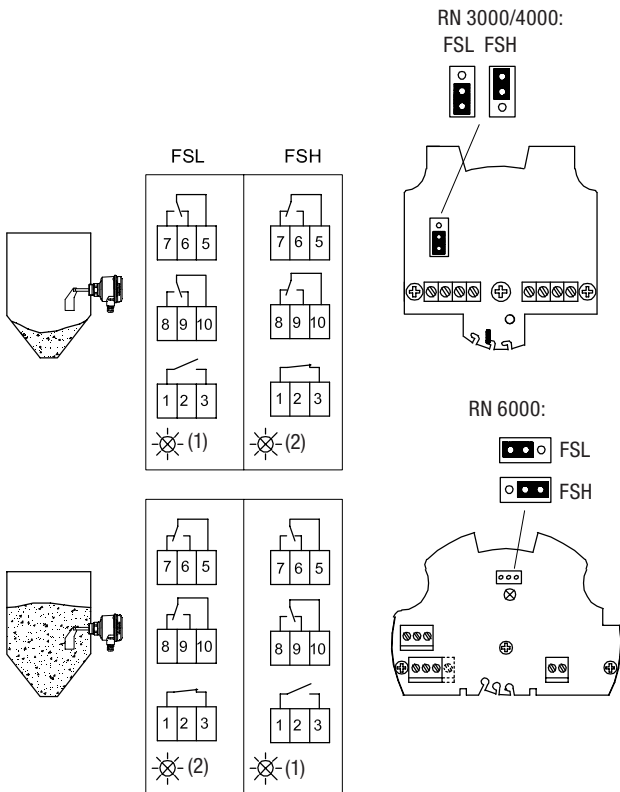 RN 3000/4000:
FSL FSH
FSL FSH
7 6 5 7 6 5
8 9 10 8 9 10
1 2 3 1 2 3
(1) (2)
RN 6000:
FSL
FSH
7 6 5 7 6 5
8 9 10 8 9 10
1 2 3 1 2 3
(2) (1)